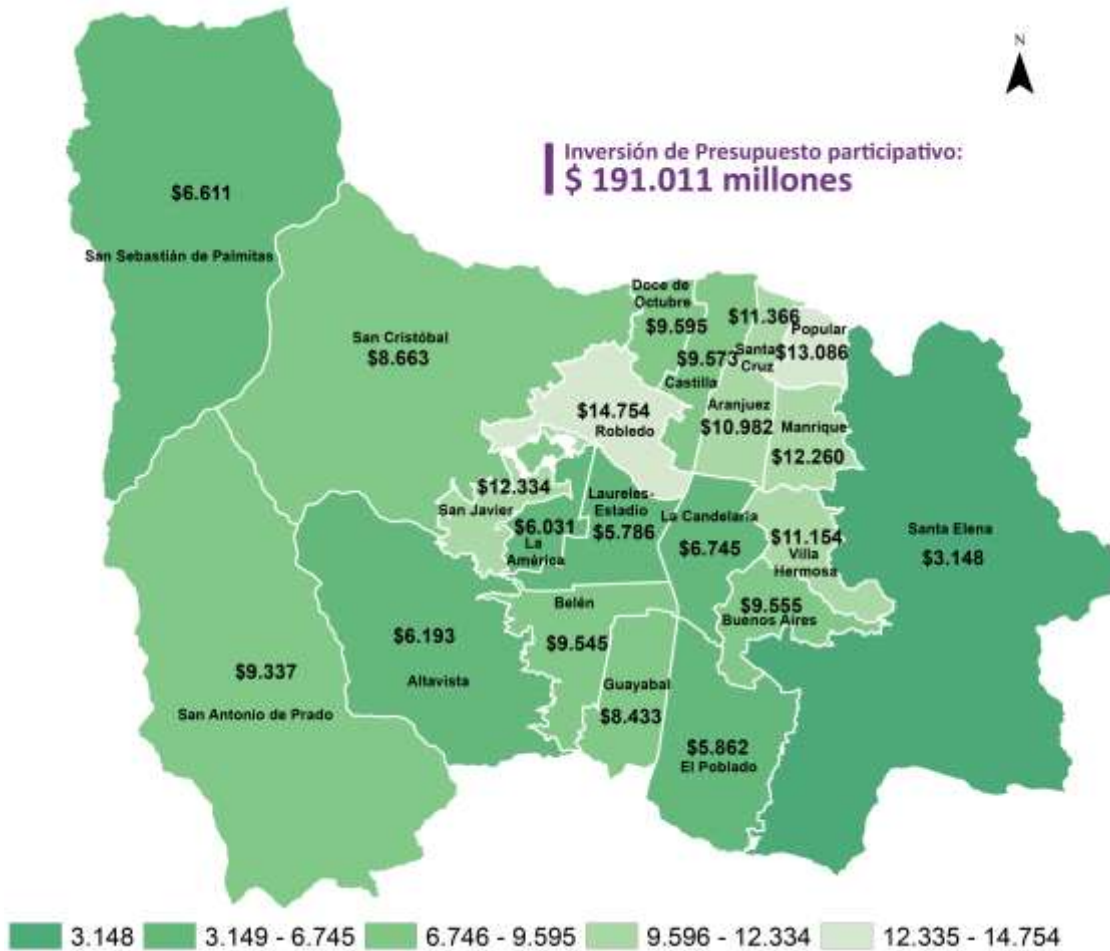 N
Inversión de Presupuesto participativo:
$ 191.011 millones
$6.611
San Sebastián de Palmitas
San Cristóbal
$8.663
Doce de
Octubre
$9.595
$9.573
Castilla
$11.366
Santa
Cruz
Popular
$13.086
$14.754
Robledo
Aranjuez
$10.982
Manrique
$12.260
$12.334
San Javier
$6.031
La
América
Laureles-
Estadio
$5.786
La Candelaria
$6.745
$11.154
Villa
Hermosa
Santa Elena
$3.148
$9.555
Buenos Aires
Belén
$9.545
$6.193
Altavista
$9.337
San Antonio de Prado
Guayabal
$8.433
$5.862
El Poblado
3.148 3.149 - 6.745 6.746 - 9.595 9.596 - 12.334 12.335 - 14.754